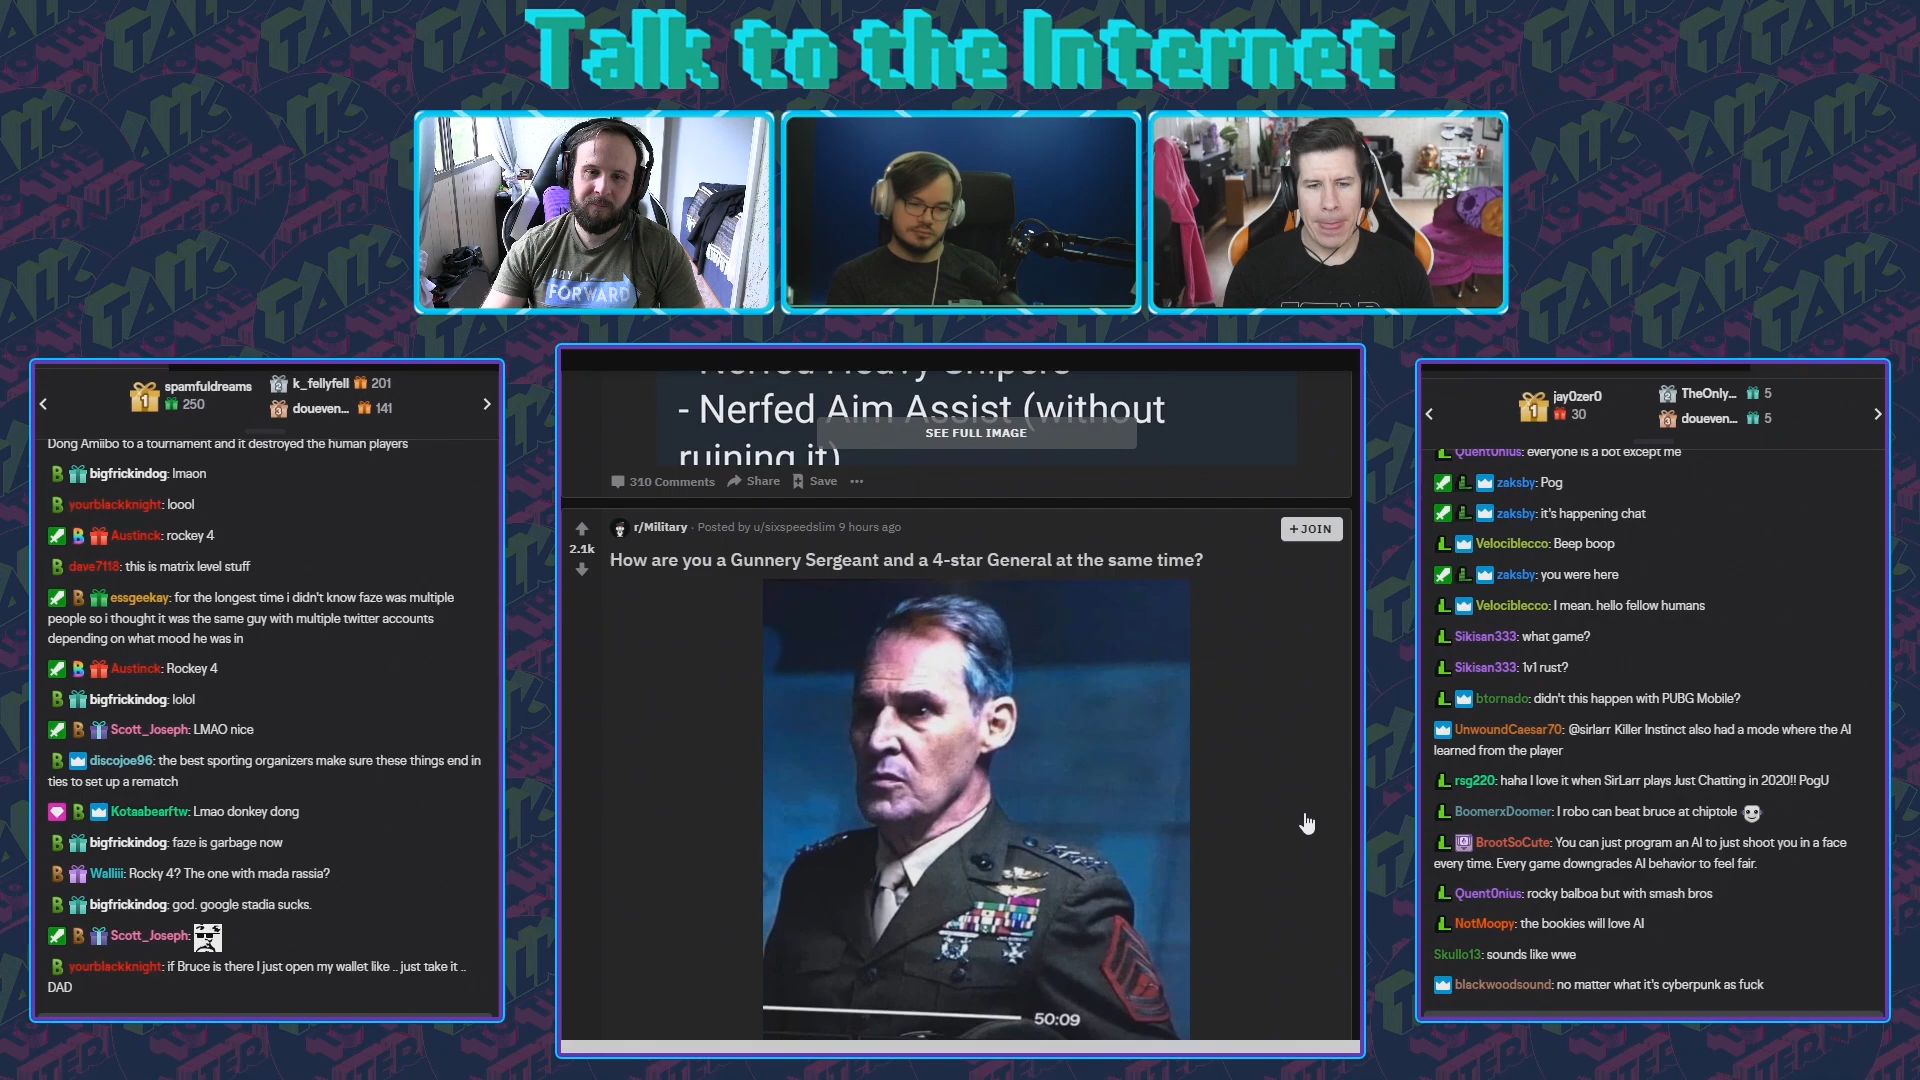 Talk to the Internet
PAY IT
FORWARD
spamfuldreams
250
k_fellyfell 201
doueven... 141
Dong Amiibo to a tournament and it destroyed the human players
bigfrickindog: lmaon
yourblackknight: loool
Austinck: rockey 4
dave7118: this is matrix level stuff
essgeekay: for the longest time i didn't know faze was multiple
people so i thought it was the same guy with multiple twitter accounts
depending on what mood he was in
Austinck: Rockey 4
bigfrickindog: lolol
Scott_Joseph: LMAO nice
discojoe96: the best sporting organizers make sure these things end in
ties to set up a rematch
Kotaabearftw: Lmao donkey dong
bigfrickindog: faze is garbage now
Walliii: Rocky 4? The one with mada rassia?
bigfrickindog: god. google stadia sucks.
Scott_Joseph:
yourblackknight: if Bruce is there I just open my wallet like .. just take it ..
DAD
- Nerfed Heavy Snipers
- Nerfed Aim Assist (without
SEE FULL IMAGE
ruining it)
310 Comments Share Save ...
r/Military · Posted by u/sixspeedslim 9 hours ago
+ JOIN
2.1k
How are you a Gunnery Sergeant and a 4-star General at the same time?
50:09
jay0zer0
30
TheOnly... 5
doueven... 5
Quent0nius: everyone is a bot except me
zaksby: Pog
zaksby: it's happening chat
Velociblecco: Beep boop
zaksby: you were here
Velociblecco: I mean. hello fellow humans
Sikisan333: what game?
Sikisan333: 1v1 rust?
btornado: didn't this happen with PUBG Mobile?
UnwoundCaesar70: @sirlarr Killer Instinct also had a mode where the AI
learned from the player
rsg220: haha I love it when SirLarr plays Just Chatting in 2020!! PogU
BoomerxDoomer: I robo can beat bruce at chiptole
BrootSoCute: You can just program an AI to just shoot you in a face
every time. Every game downgrades AI behavior to feel fair.
Quent0nius: rocky balboa but with smash bros
NotMoopy: the bookies will love AI
Skullo13: sounds like wwe
blackwoodsound: no matter what it's cyberpunk as fuck